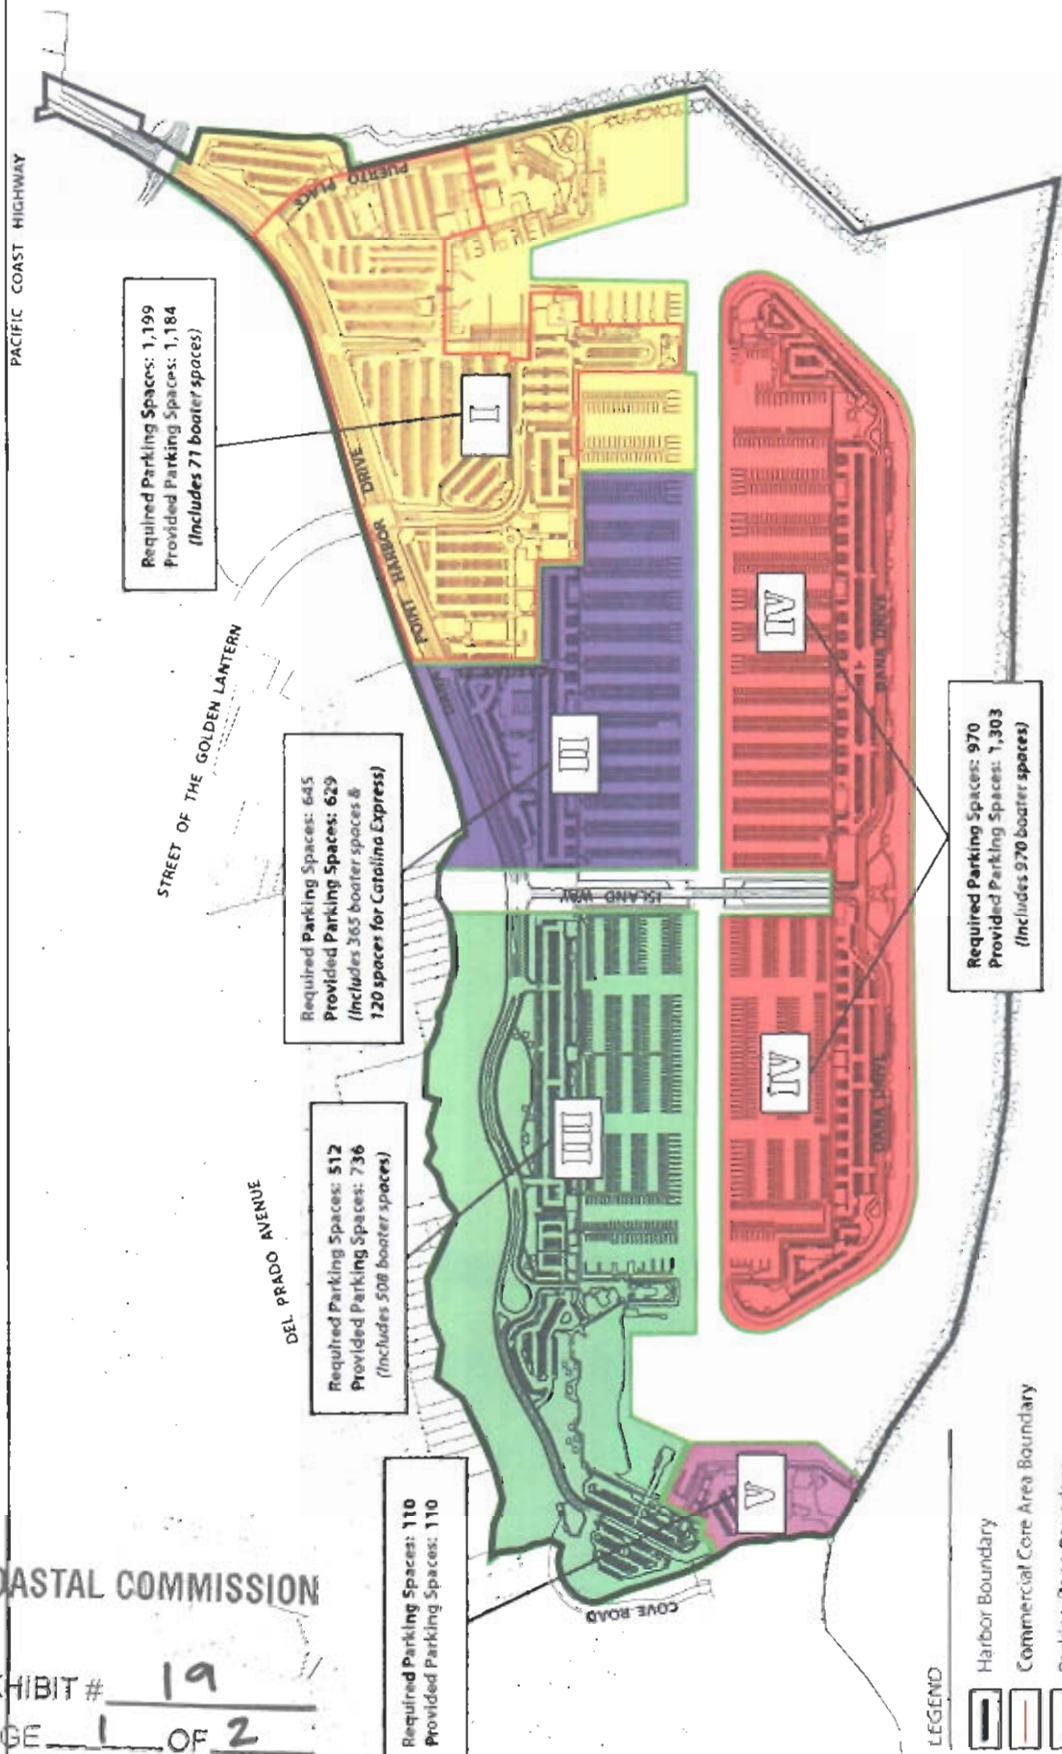 PACIFIC COAST HIGHWAY
Required Parking Spaces: 1,199
Provided Parking Spaces: 1,184
(Includes 71 boater spaces)
STREET OF THE GOLDEN LANTERN
Required Parking Spaces: 645
Provided Parking Spaces: 629
(Includes 365 boater spaces &
120 spaces for Catalina Express)
DEL PRADO AVENUE
Required Parking Spaces: 512
Provided Parking Spaces: 736
(Includes 508 boater spaces)
Required Parking Spaces: 110
Provided Parking Spaces: 110
Required Parking Spaces: 970
Provided Parking Spaces: 1,303
(Includes 970 boater spaces)
PUERTO PLACE
POINT HARBOR DRIVE
ISLAND WAY
DANA DRIVE
DANA DRIVE
COVE ROAD
I
III
IIII
IV
IV
V
LEGEND
Harbor Boundary
Commercial Core Area Boundary
COASTAL COMMISSION
EXHIBIT # 19
PAGE 1 OF 2